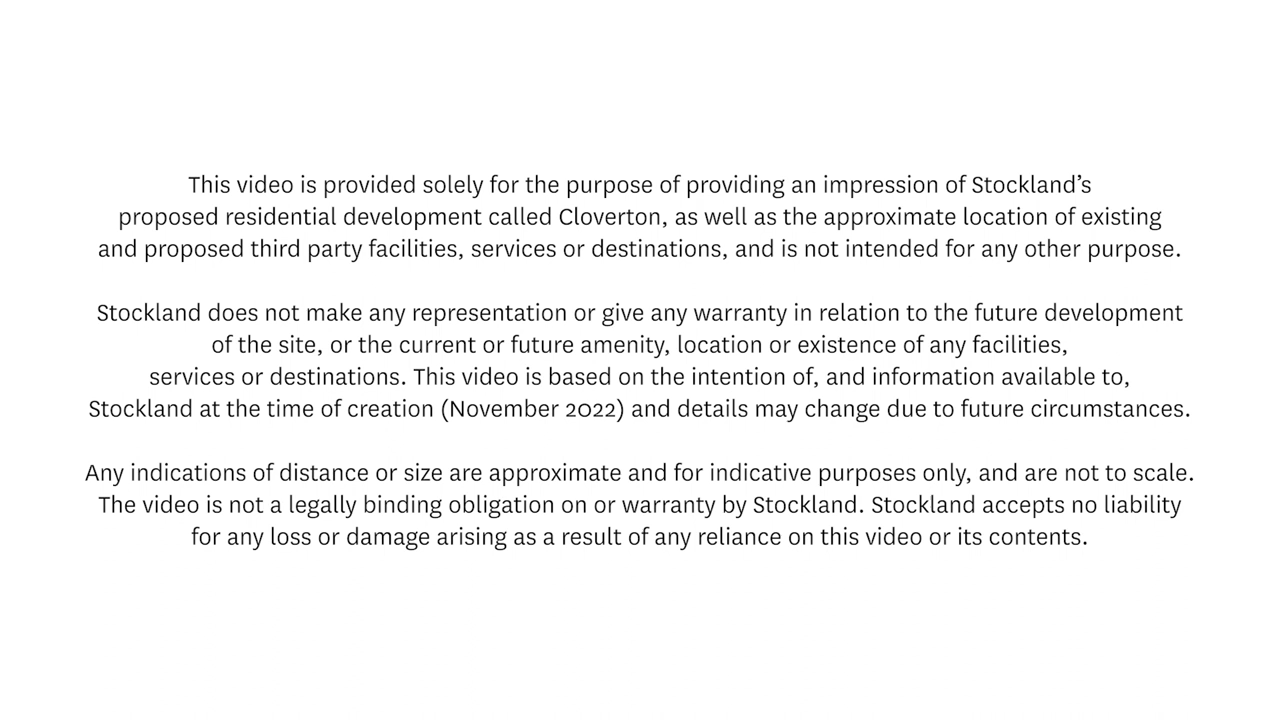 This video is provided solely for the purpose of providing an impression of Stockland’s
proposed residential development called Cloverton, as well as the approximate location of existing
and proposed third party facilities, services or destinations, and is not intended for any other purpose.
Stockland does not make any representation or give any warranty in relation to the future development
of the site, or the current or future amenity, location or existence of any facilities,
services or destinations. This video is based on the intention of, and information available to,
Stockland at the time of creation (November 2022) and details may change due to future circumstances.
Any indications of distance or size are approximate and for indicative purposes only, and are not to scale.
The video is not a legally binding obligation on or warranty by Stockland. Stockland accepts no liability
for any loss or damage arising as a result of any reliance on this video or its contents.